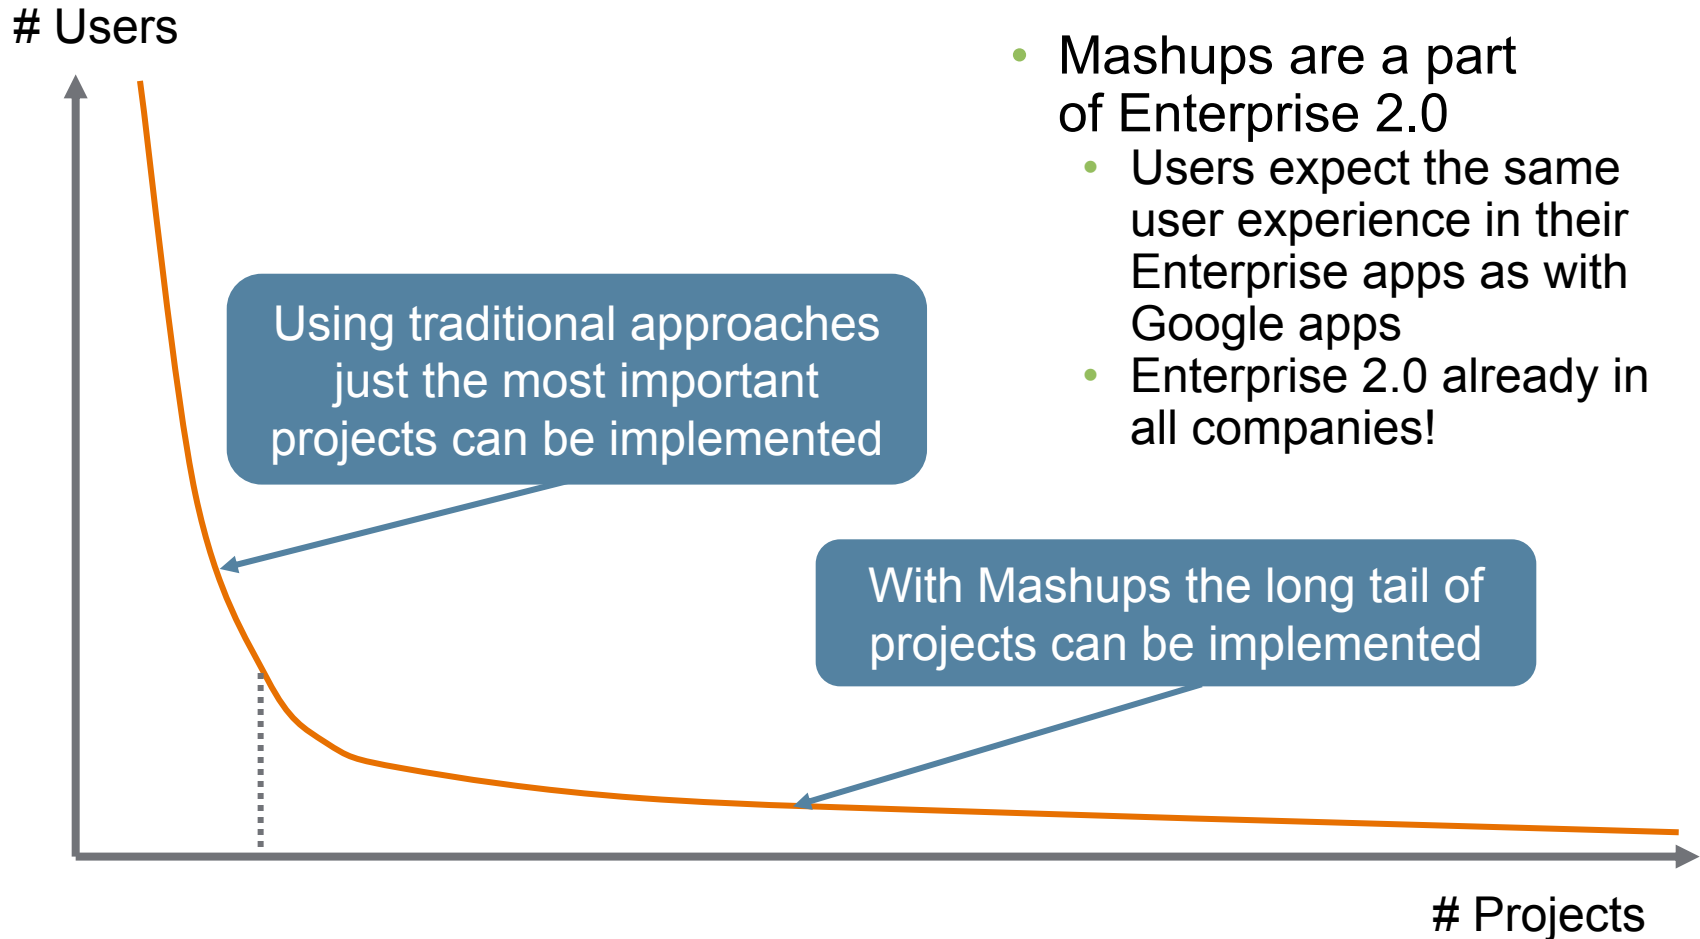 # Users
• Mashups are a part
of Enterprise 2.0
• Users expect the same
user experience in their
Enterprise apps as with
Google apps
• Enterprise 2.0 already in
all companies!
Using traditional approaches
just the most important
projects can be implemented
With Mashups the long tail of
projects can be implemented
# Projects